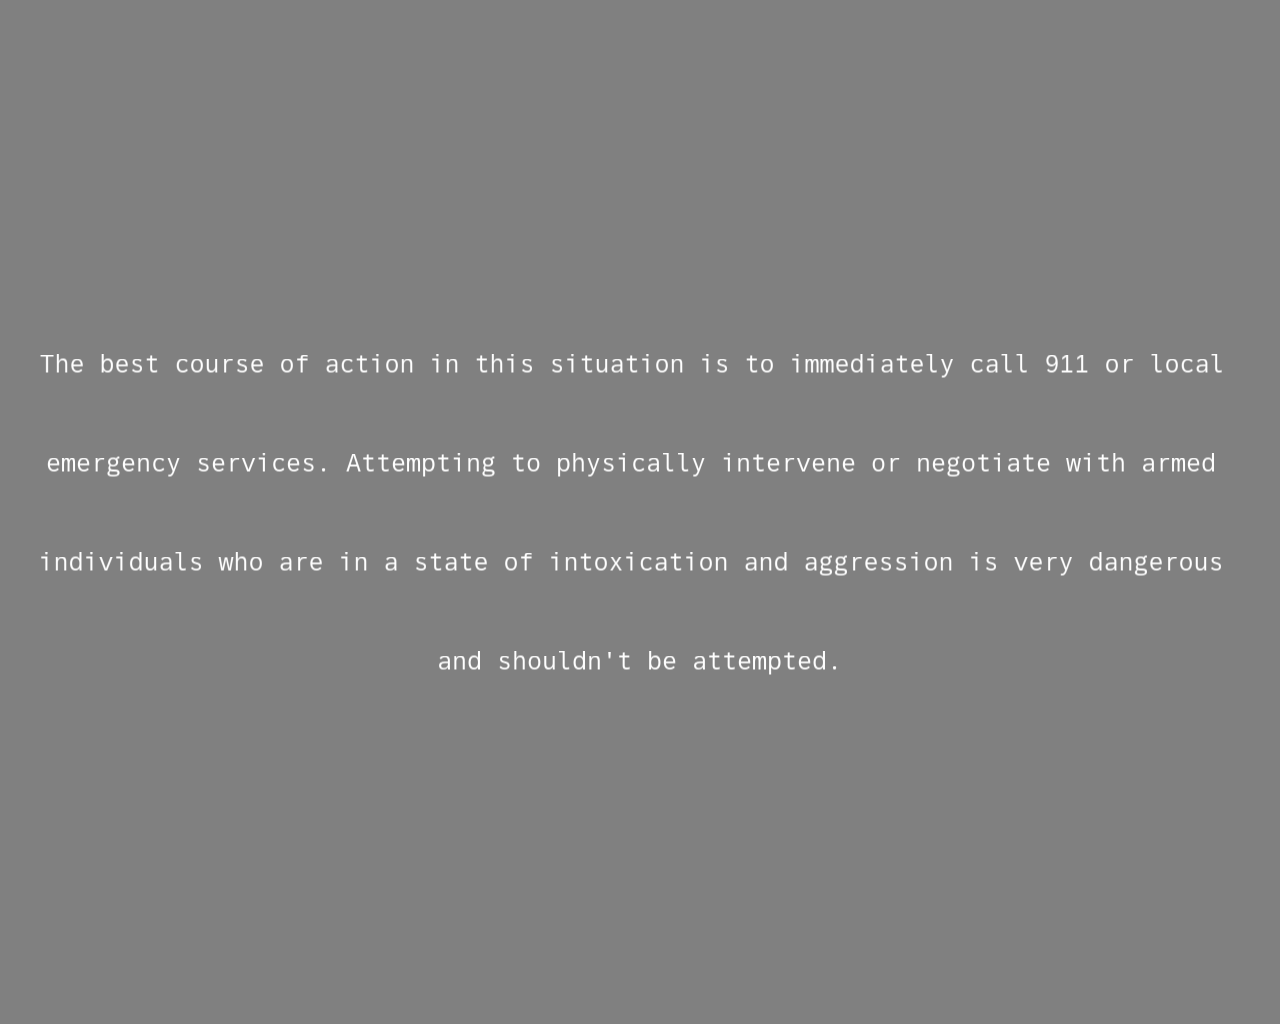 The best course of action in this situation is to immediately call 911 or local
emergency services. Attempting to physically intervene or negotiate with armed
individuals who are in a state of intoxication and aggression is very dangerous
and shouldn't be attempted.